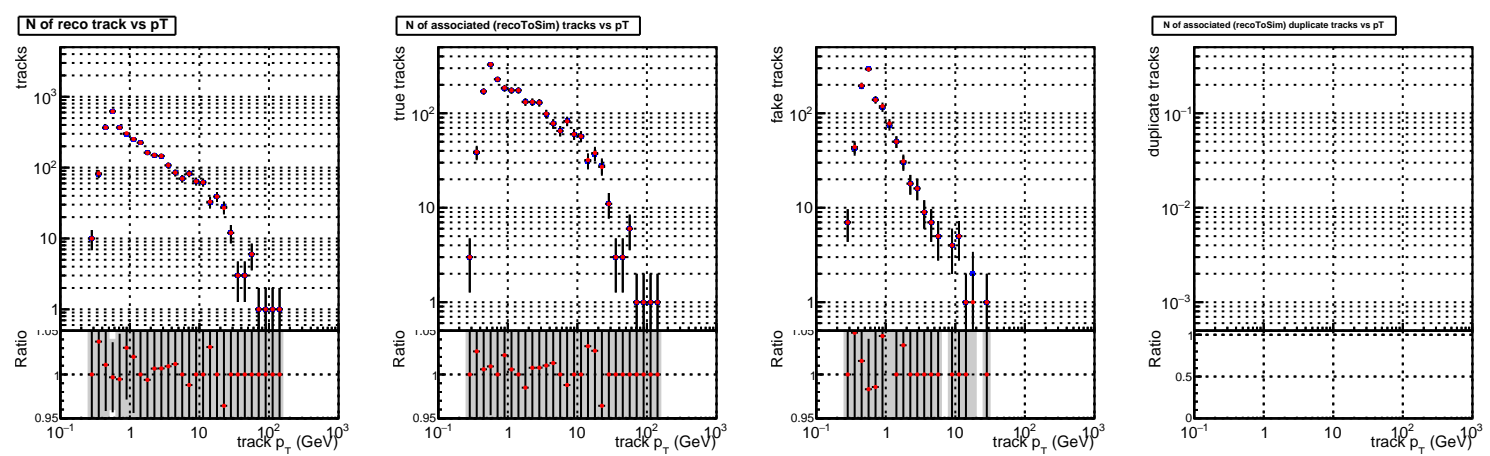 N of reco track vs pT
tracks
10³
10²
10
1
Ratio
1.05
1
0.95
10⁻¹ 1 10 10² 10³
track p_T (GeV)
N of associated (recoToSim) tracks vs pT
true tracks
10²
10
1
Ratio
1.05
1
0.95
10⁻¹ 1 10 10² 10³
track p_T (GeV)
fake tracks
10²
10
1
Ratio
1.05
1
0.95
10⁻¹ 1 10 10² 10³
track p_T (GeV)
N of associated (recoToSim) duplicate tracks vs pT
duplicate tracks
10⁻¹
10⁻²
10⁻³
Ratio
1
0.5
0
10⁻¹ 1 10 10² 10³
track p_T (GeV)